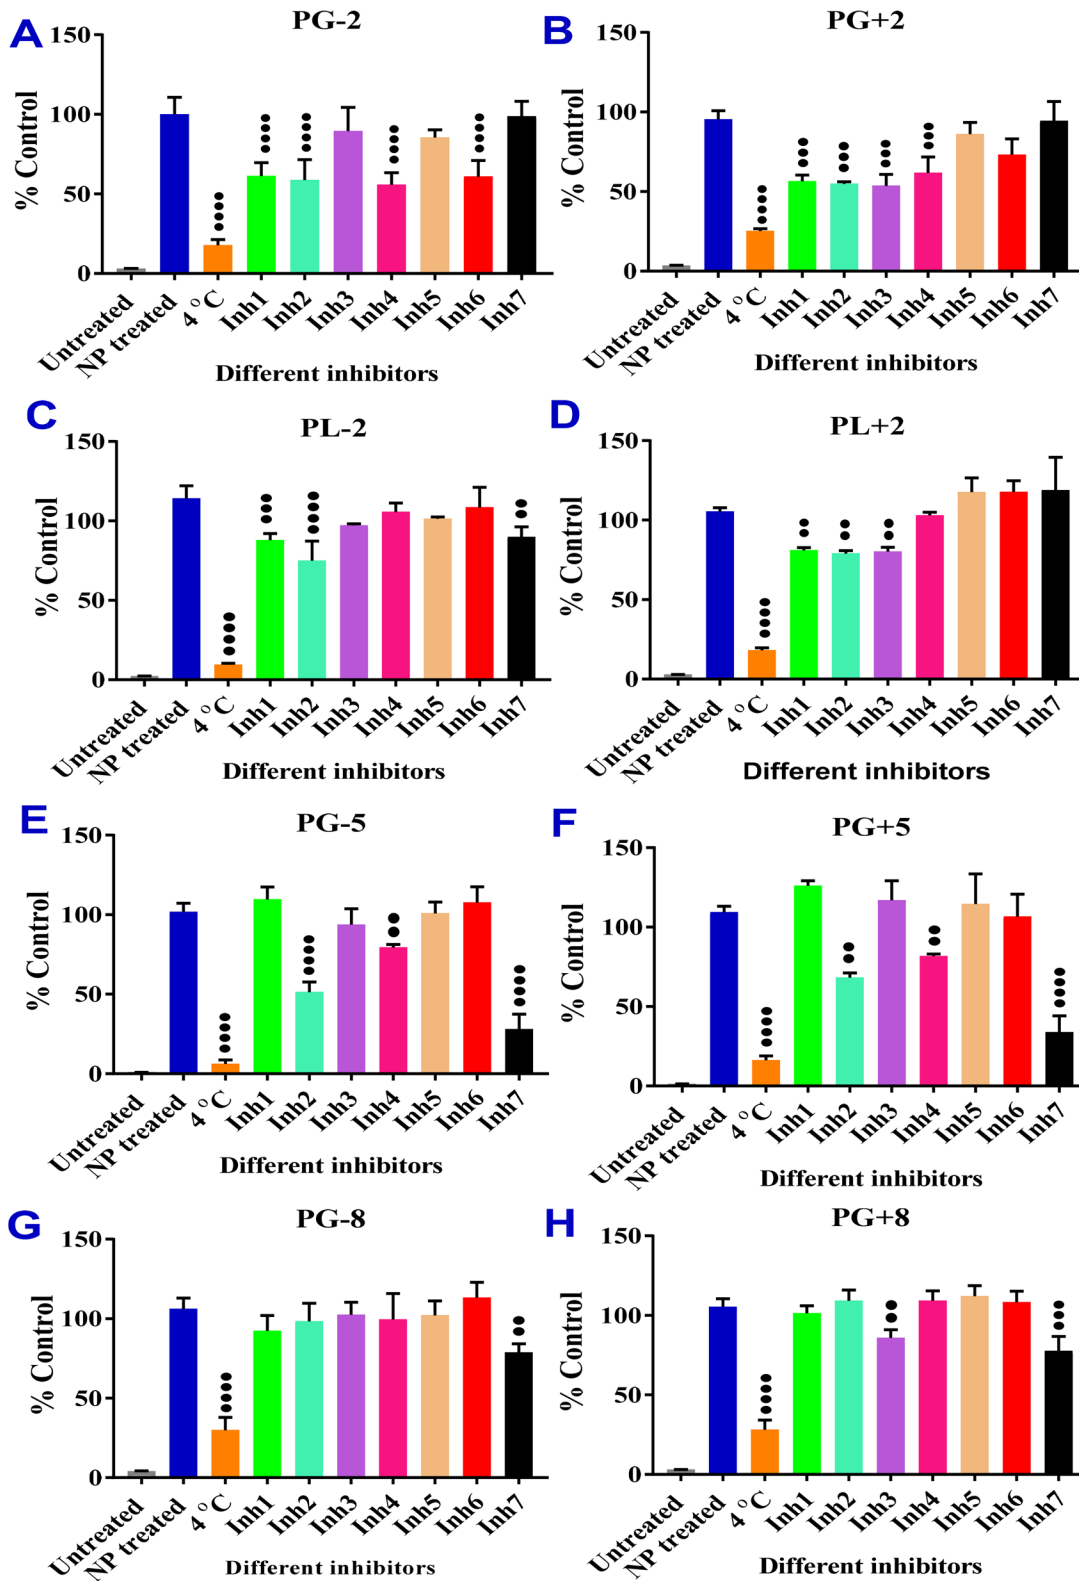 A
PG-2
% Control
150
100
50
0
Untreated
NP treated
4 °C
Inh1
Inh2
Inh3
Inh4
Inh5
Inh6
Inh7
Different inhibitors
B
PG+2
% Control
150
100
50
0
Untreated
NP treated
4 °C
Inh1
Inh2
Inh3
Inh4
Inh5
Inh6
Inh7
Different inhibitors
C
PL-2
% Control
150
100
50
0
Untreated
NP treated
4 °C
Inh1
Inh2
Inh3
Inh4
Inh5
Inh6
Inh7
Different inhibitors
D
PL+2
% Control
150
100
50
0
Untreated
NP treated
4 °C
Inh1
Inh2
Inh3
Inh4
Inh5
Inh6
Inh7
Different inhibitors
E
PG-5
% Control
150
100
50
0
Untreated
NP treated
4 °C
Inh1
Inh2
Inh3
Inh4
Inh5
Inh6
Inh7
Different inhibitors
F
PG+5
% Control
150
100
50
0
Untreated
NP treated
4 °C
Inh1
Inh2
Inh3
Inh4
Inh5
Inh6
Inh7
Different inhibitors
G
PG-8
% Control
150
100
50
0
Untreated
NP treated
4 °C
Inh1
Inh2
Inh3
Inh4
Inh5
Inh6
Inh7
Different inhibitors
H
PG+8
% Control
150
100
50
0
Untreated
NP treated
4 °C
Inh1
Inh2
Inh3
Inh4
Inh5
Inh6
Inh7
Different inhibitors